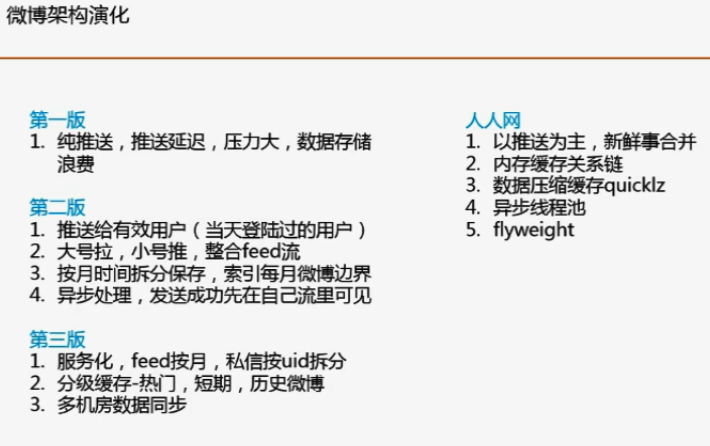 微博架构演化
第一版
1. 纯推送，推送延迟，压力大，数据存储
浪费
第二版
1. 推送给有效用户（当天登陆过的用户）
2. 大号拉，小号推，整合feed流
3. 按月时间拆分保存，索引每月微博边界
4. 异步处理，发送成功先在自己流里可见
第三版
1. 服务化，feed按月，私信按uid拆分
2. 分级缓存-热门，短期，历史微博
3. 多机房数据同步
人人网
1. 以推送为主，新鲜事合并
2. 内存缓存关系链
3. 数据压缩缓存quicklz
4. 异步线程池
5. flyweight